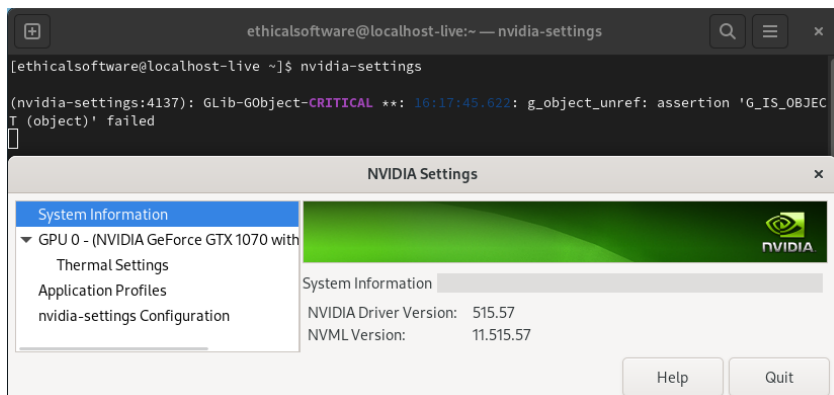 ethicalsoftware@localhost-live:~ — nvidia-settings
[ethicalsoftware@localhost-live ~]$ nvidia-settings
(nvidia-settings:4137): GLib-GObject-CRITICAL **: 16:17:45.622: g_object_unref: assertion 'G_IS_OBJEC
T (object)' failed
NVIDIA Settings
System Information
GPU 0 - (NVIDIA GeForce GTX 1070 with
Thermal Settings
Application Profiles
nvidia-settings Configuration
NVIDIA
System Information
NVIDIA Driver Version: 515.57
NVML Version: 11.515.57
Help Quit